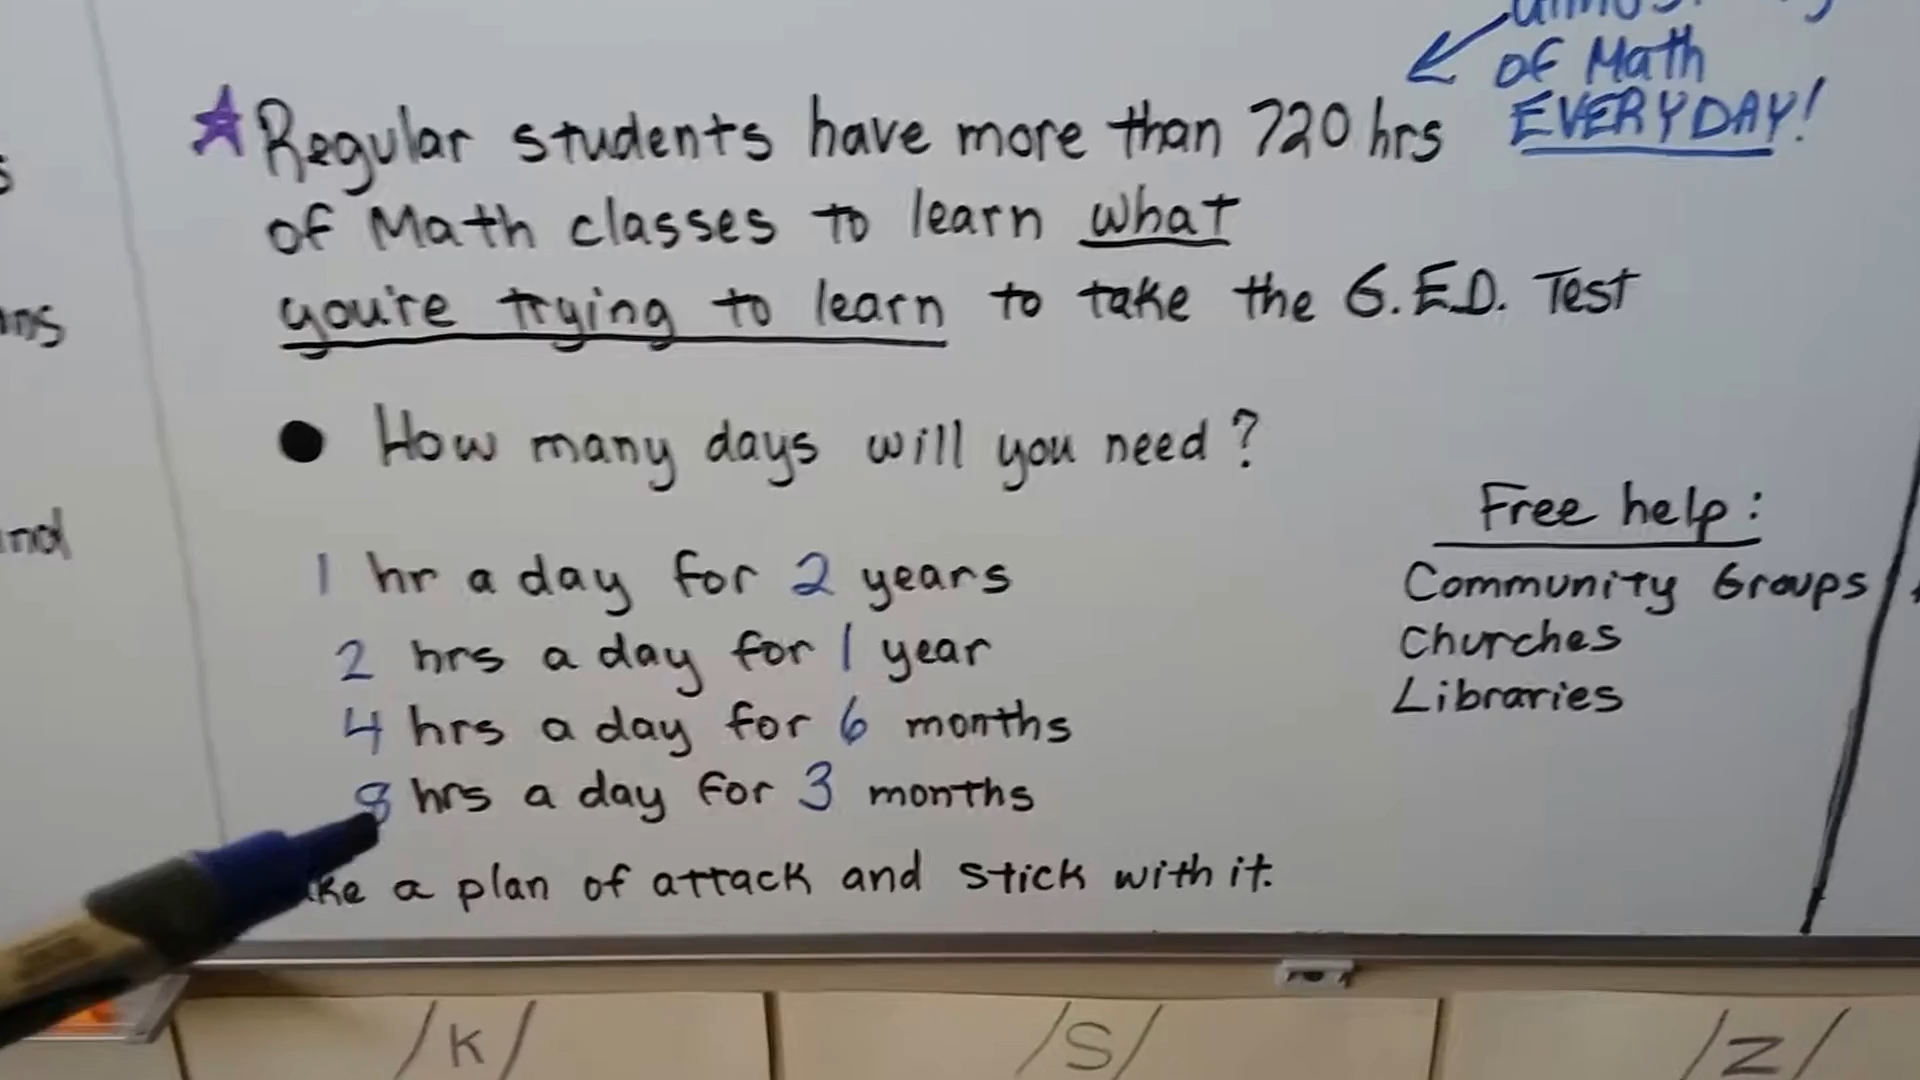 of Math
EVERYDAY!
Regular students have more than 720 hrs
of Math classes to learn what
you're trying to learn to take the G.E.D. Test
How many days will you need?
1 hr a day for 2 years
2 hrs a day for 1 year
4 hrs a day for 6 months
8 hrs a day for 3 months
a plan of attack and stick with it.
Free help:
Community Groups
Churches
Libraries
/k/
/s/
/z/